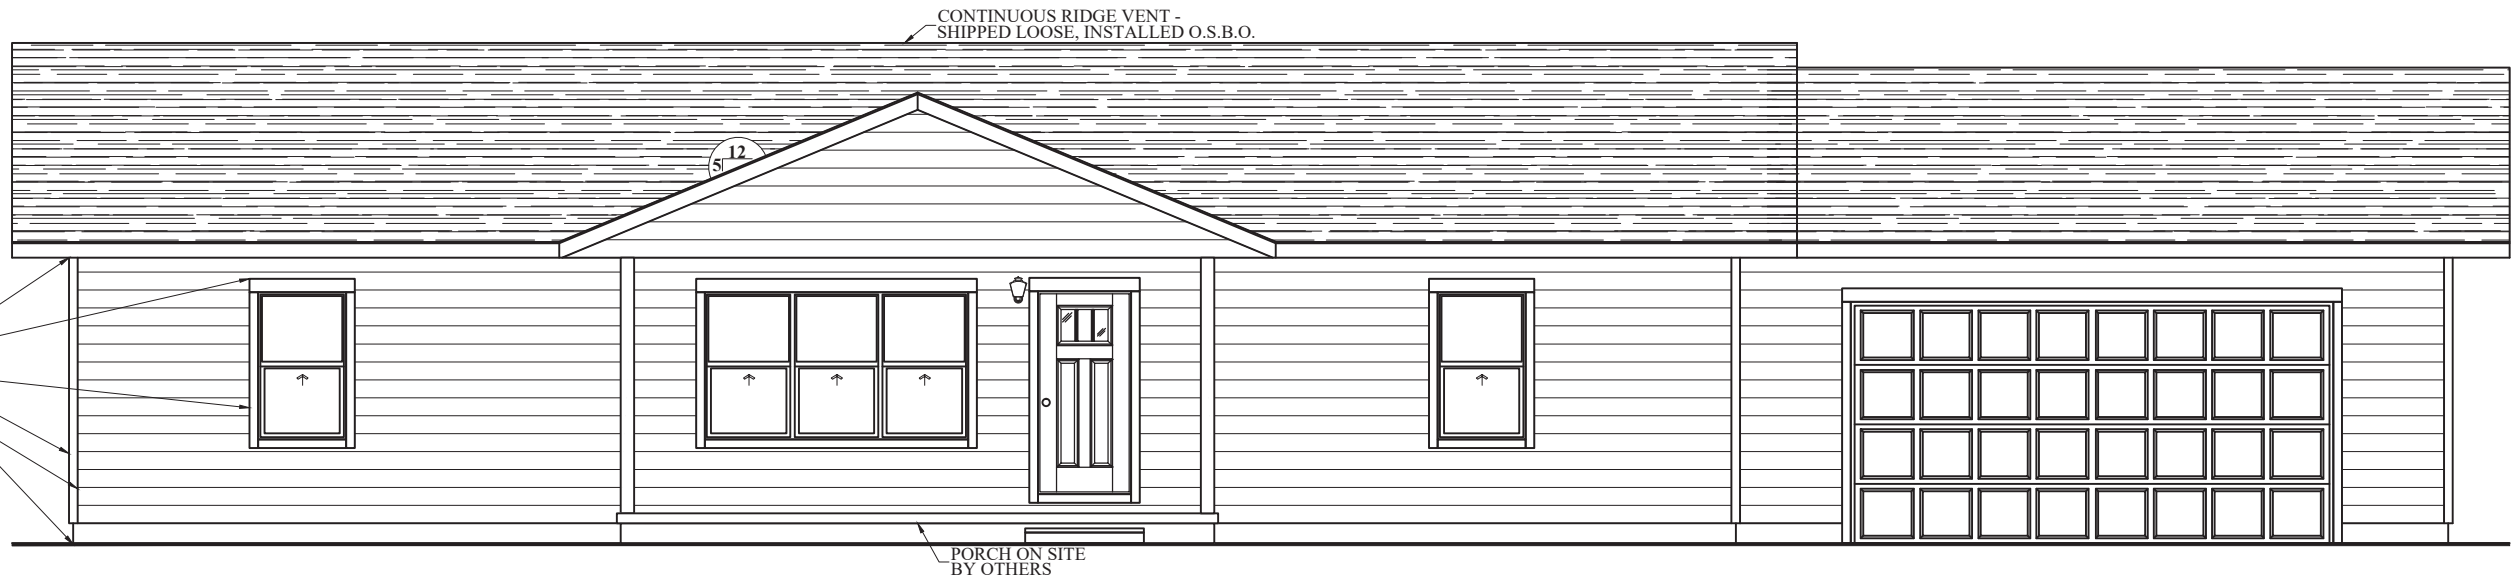 CONTINUOUS RIDGE VENT -
SHIPPED LOOSE, INSTALLED O.S.B.O.
12
5
PORCH ON SITE
BY OTHERS